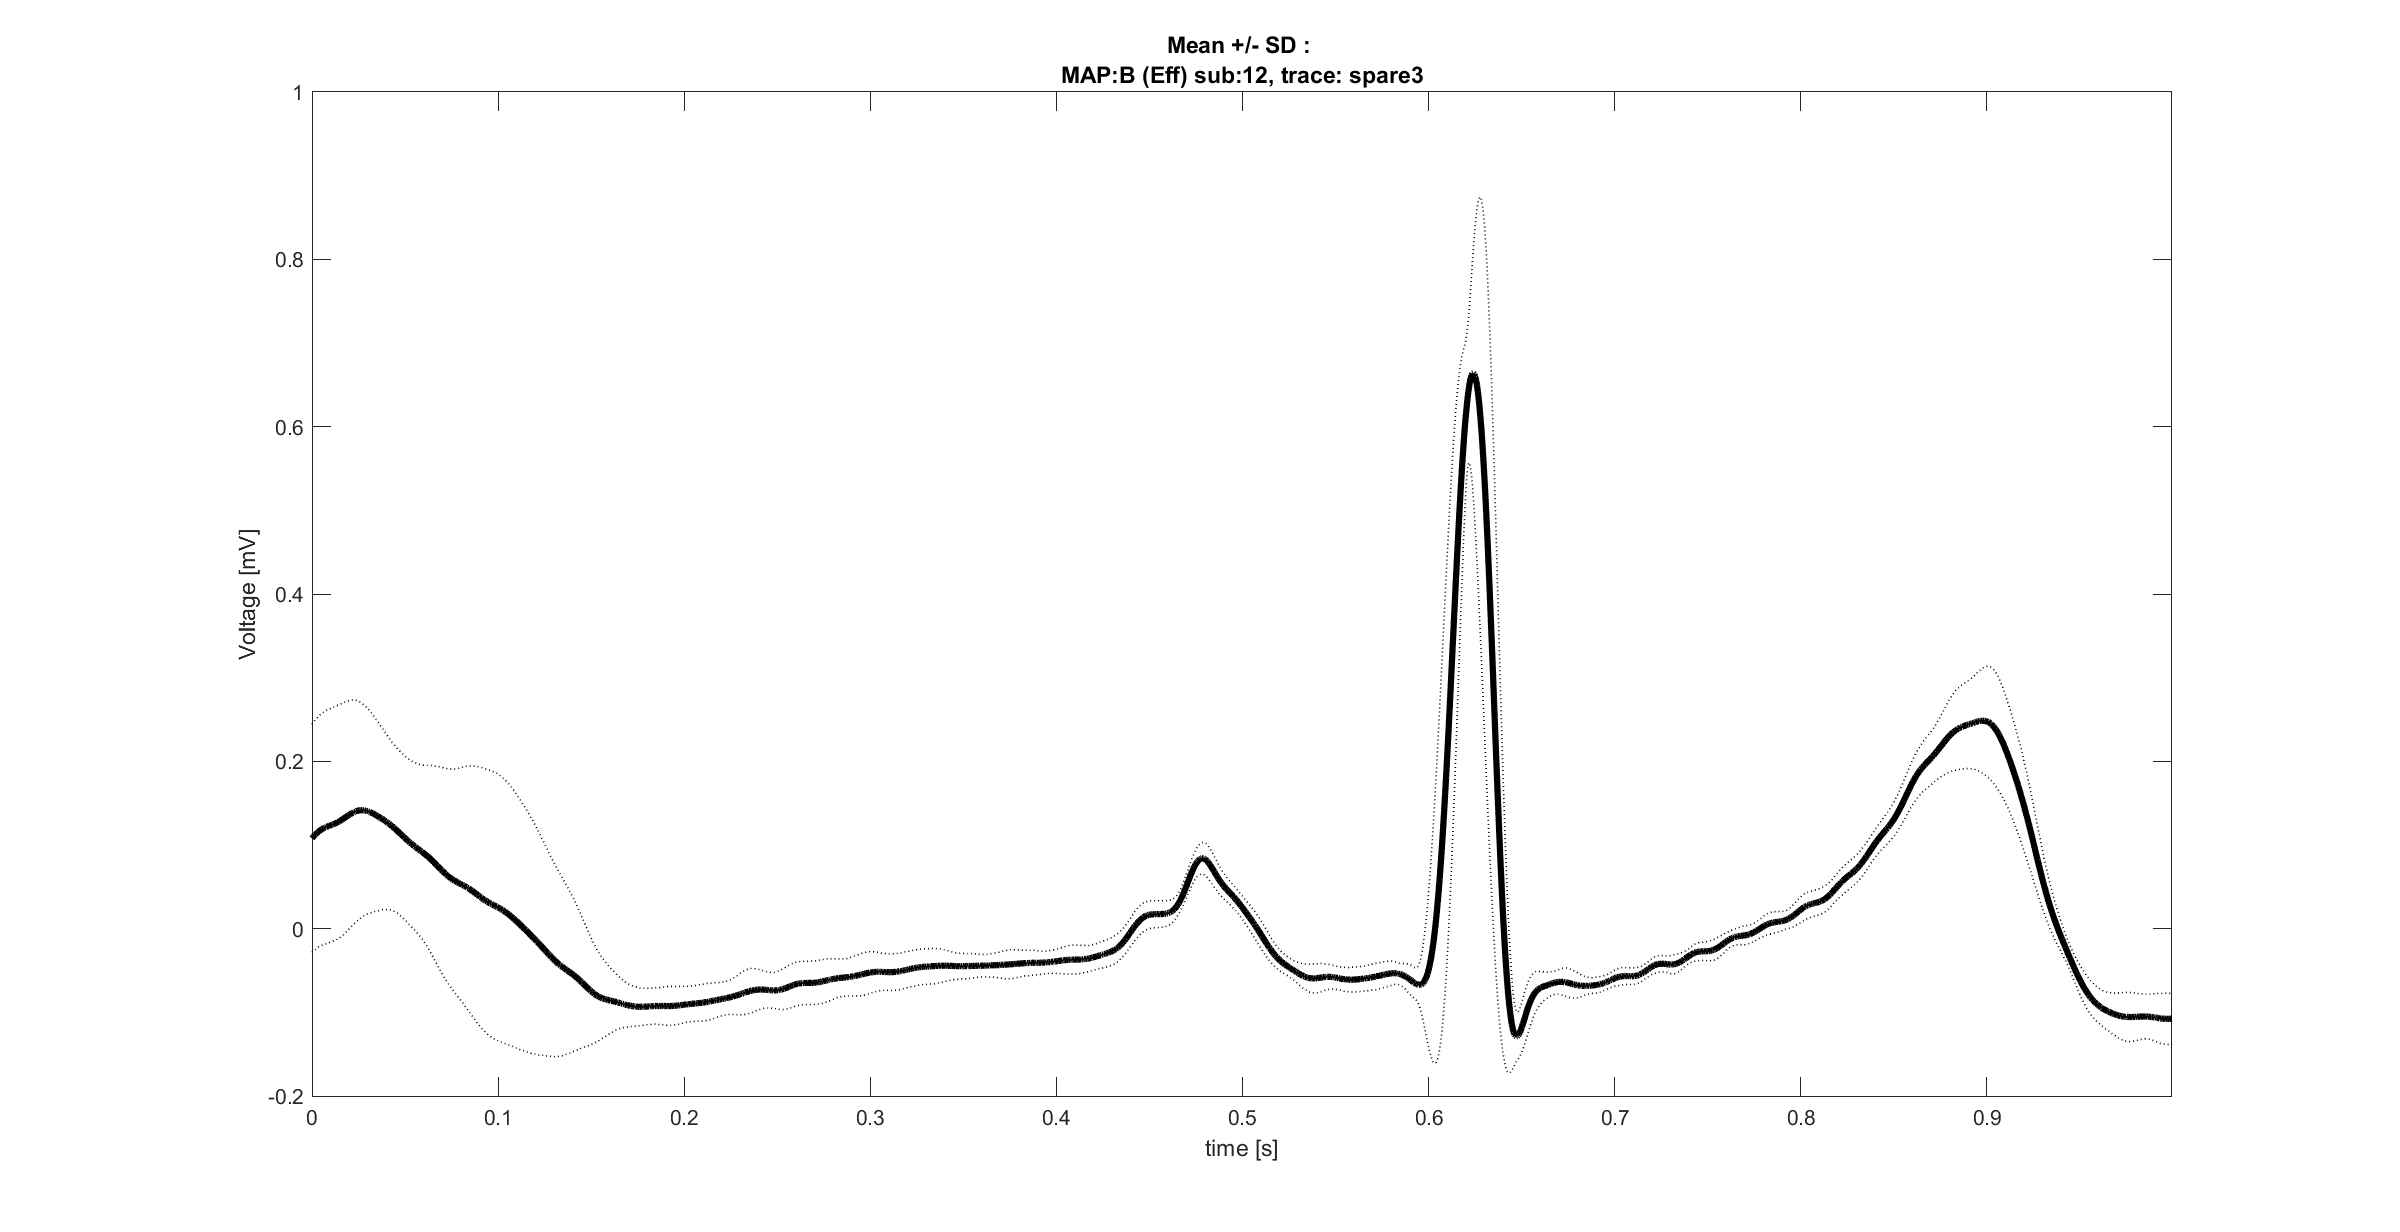 Mean +/- SD :
MAP:B (Eff) sub:12, trace: spare3
1
0.8
0.6
0.4
0.2
0
-0.2
Voltage [mV]
0 0.1 0.2 0.3 0.4 0.5 0.6 0.7 0.8 0.9
time [s]